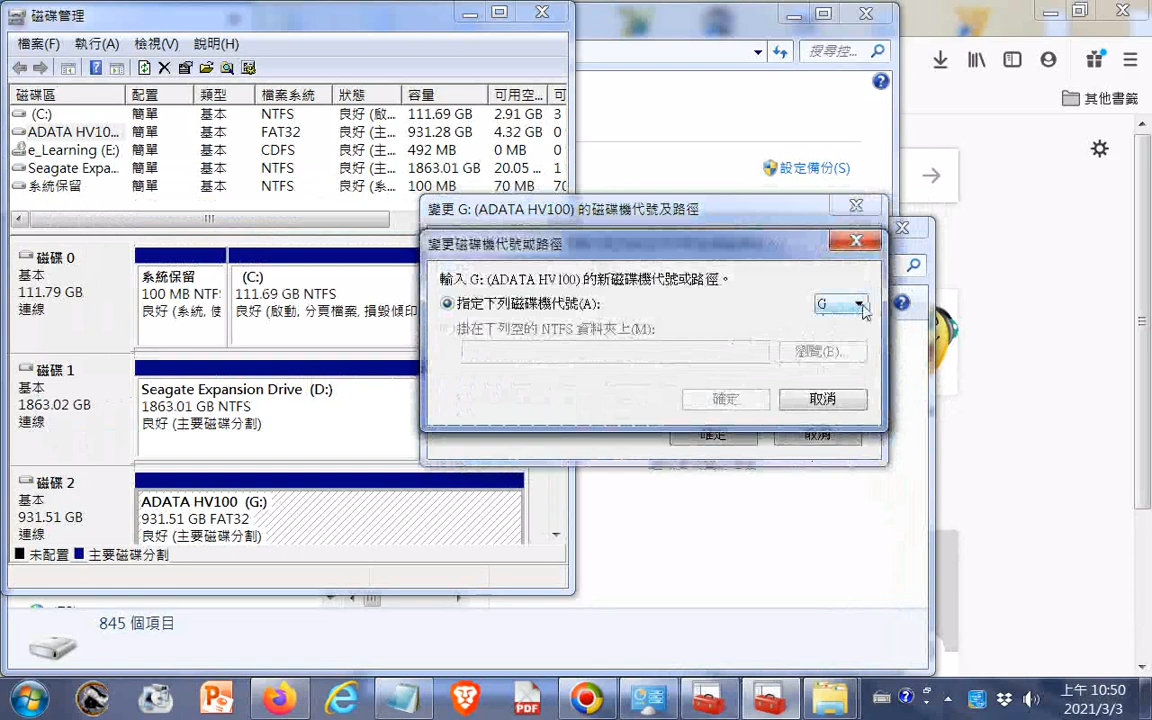 磁碟管理
檔案(F) 執行(A) 檢視(V) 說明(H)
磁碟區 配置 類型 檔案系統 狀態 容量 可用空... 可
(C:) 簡單 基本 NTFS 良好 (啟... 111.69 GB 2.91 GB 3
ADATA HV10... 簡單 基本 FAT32 良好 (主... 931.28 GB 4.32 GB 0
e_Learning (E:) 簡單 基本 CDFS 良好 (主... 492 MB 0 MB 0
Seagate Expa... 簡單 基本 NTFS 良好 (主... 1863.01 GB 20.05 ... 1
系統保留 簡單 基本 NTFS 良好 (系... 100 MB 70 MB 70
磁碟 0
基本
111.79 GB
連線
系統保留
100 MB NTF
良好 (系統, 使
(C:)
111.69 GB NTFS
良好 (啟動, 分頁檔案, 損毀傾印
磁碟 1
基本
1863.02 GB
連線
Seagate Expansion Drive (D:)
1863.01 GB NTFS
良好 (主要磁碟分割)
磁碟 2
基本
931.51 GB
連線
ADATA HV100 (G:)
931.51 GB FAT32
良好 (主要磁碟分割)
未配置 主要磁碟分割
搜尋控...
設定備份(S)
其他書籤
變更 G: (ADATA HV100) 的磁碟機代號及路徑
變更磁碟機代號或路徑
輸入 G: (ADATA HV100) 的新磁碟機代號或路徑。
指定下列磁碟機代號(A): G
掛在下列空的 NTFS 資料夾上(M):
瀏覽(B)...
確定 取消
確定 取消
845 個項目
PDF
上午 10:50
2021/3/3